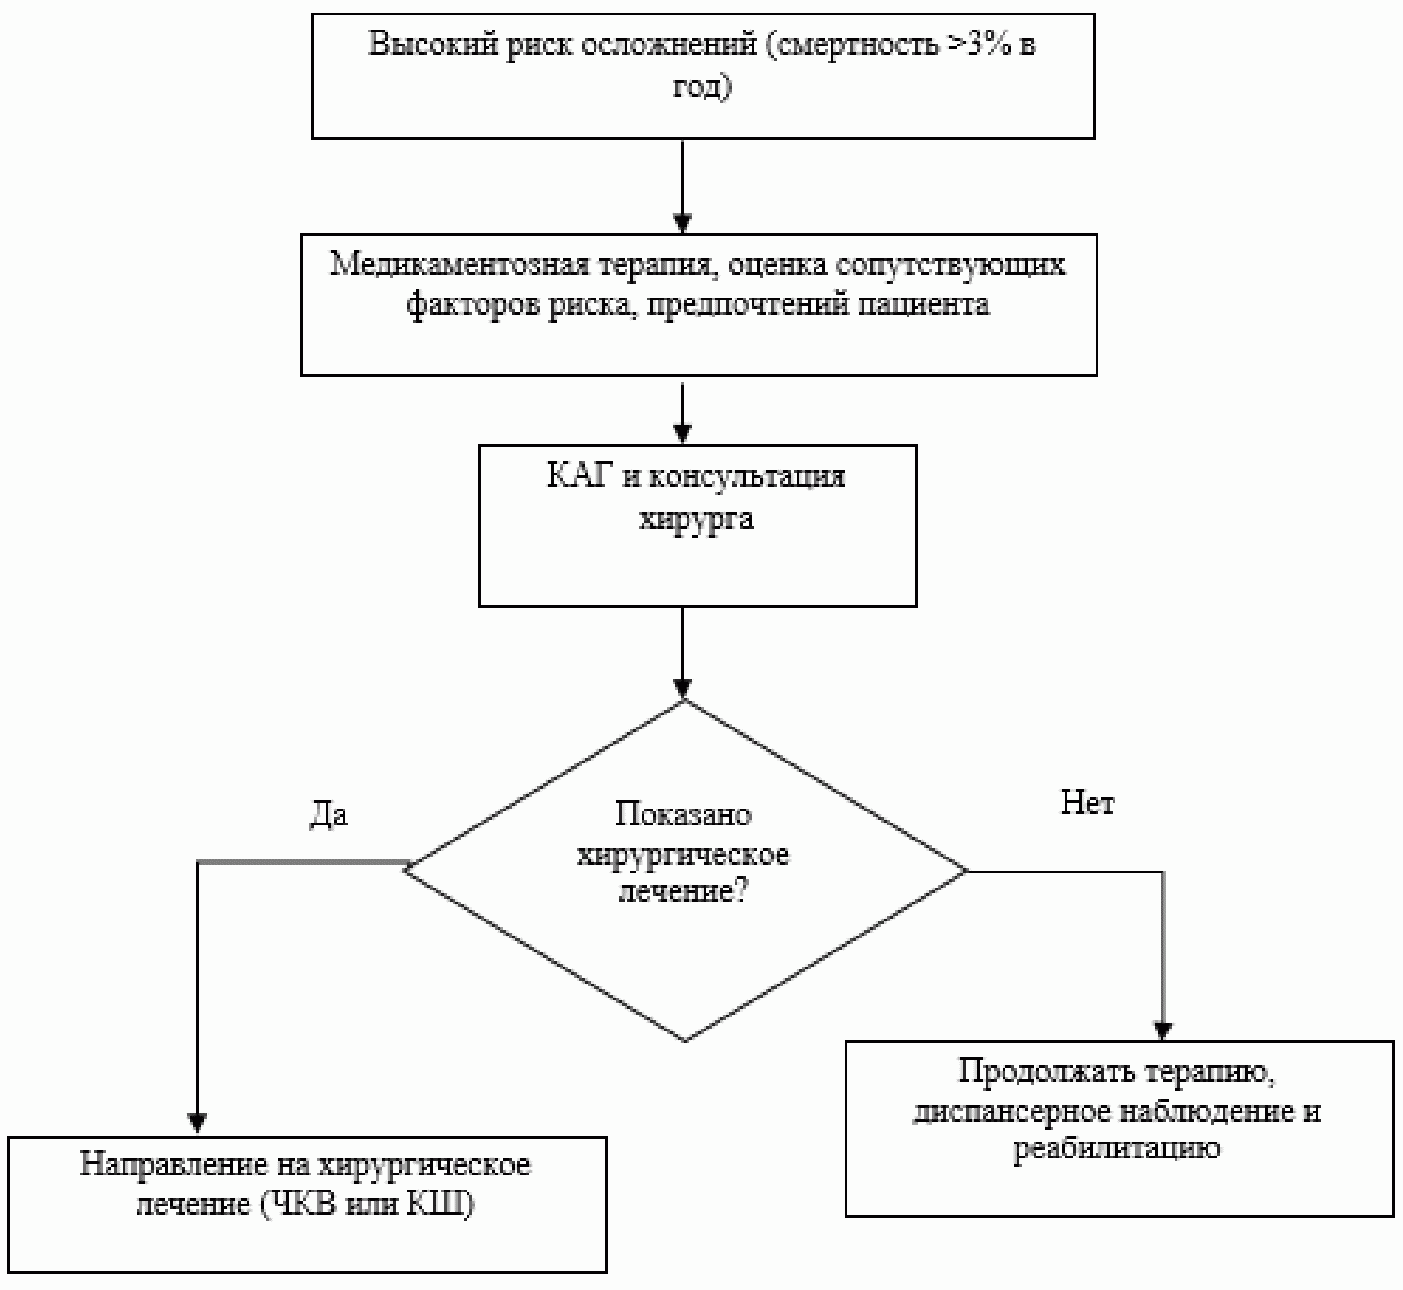 Высокий риск осложнений (смертность >3% в
год)
Медикаментозная терапия, оценка сопутствующих
факторов риска, предпочтений пациента
КАГ и консультация
хирурга
Да
Показано
хирургическое
лечение?
Нет
Продолжать терапию,
диспансерное наблюдение и
реабилитацию
Направление на хирургическое
лечение (ЧКВ или КШ)